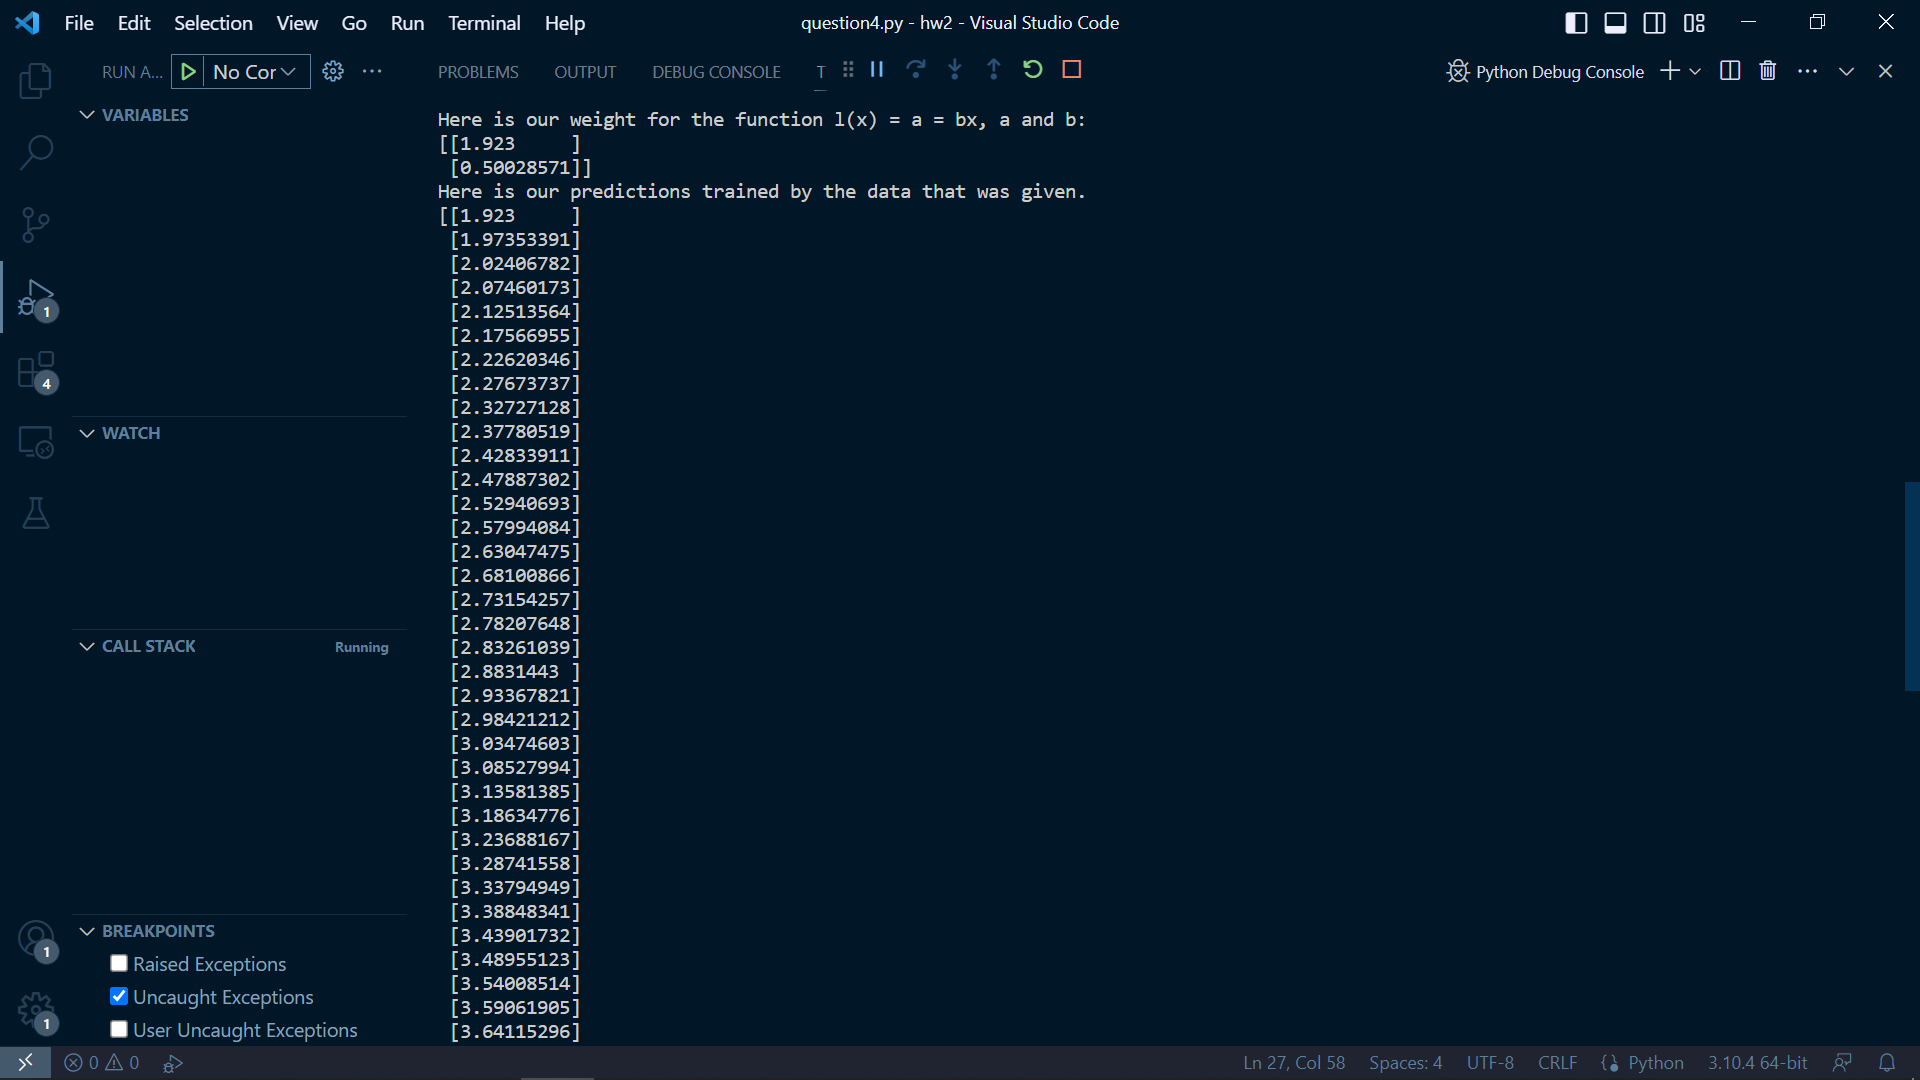 File Edit Selection View Go Run Terminal Help
question4.py - hw2 - Visual Studio Code
RUN A... No Cor
PROBLEMS OUTPUT DEBUG CONSOLE T
Python Debug Console
VARIABLES
WATCH
CALL STACK Running
BREAKPOINTS
Raised Exceptions
Uncaught Exceptions
User Uncaught Exceptions
1
4
1
1
Here is our weight for the function l(x) = a = bx, a and b:
[[1.923     ]
 [0.50028571]]
Here is our predictions trained by the data that was given.
[[1.923     ]
 [1.97353391]
 [2.02406782]
 [2.07460173]
 [2.12513564]
 [2.17566955]
 [2.22620346]
 [2.27673737]
 [2.32727128]
 [2.37780519]
 [2.42833911]
 [2.47887302]
 [2.52940693]
 [2.57994084]
 [2.63047475]
 [2.68100866]
 [2.73154257]
 [2.78207648]
 [2.83261039]
 [2.8831443 ]
 [2.93367821]
 [2.98421212]
 [3.03474603]
 [3.08527994]
 [3.13581385]
 [3.18634776]
 [3.23688167]
 [3.28741558]
 [3.33794949]
 [3.38848341]
 [3.43901732]
 [3.48955123]
 [3.54008514]
 [3.59061905]
 [3.64115296]
0 0
Ln 27, Col 58 Spaces: 4 UTF-8 CRLF Python 3.10.4 64-bit